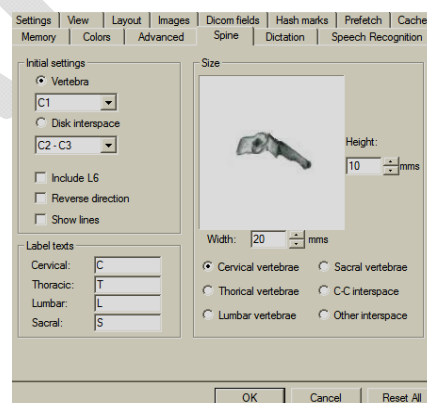 Settings View Layout Images Dicom fields Hash marks Prefetch Cache
Memory Colors Advanced Spine Dictation Speech Recognition
Initial settings
Vertebra
C1
Disk interspace
C2 - C3
Include L6
Reverse direction
Show lines
Label texts
Cervical: C
Thoracic: T
Lumbar: L
Sacral: S
Size
Height:
10 mms
Width: 20 mms
Cervical vertebrae Sacral vertebrae
Thorical vertebrae C-C interspace
Lumbar vertebrae Other interspace
OK Cancel Reset All